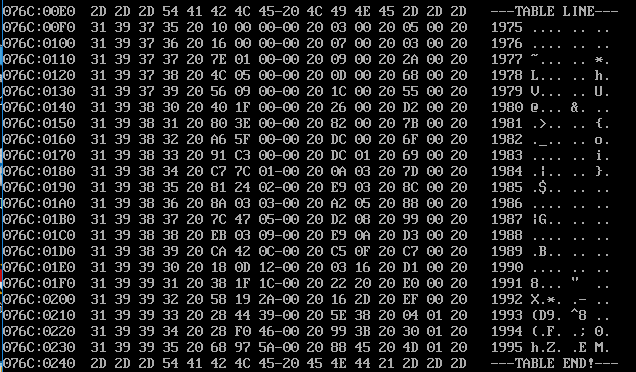 076C:00E0  2D 2D 2D 54 41 42 4C 45-20 4C 49 4E 45 2D 2D 2D   ---TABLE LINE---
076C:00F0  31 39 37 35 20 10 00 00-00 20 03 00 20 05 00 20   1975 .... .. ..
076C:0100  31 39 37 36 20 16 00 00-00 20 07 00 20 03 00 20   1976 .... .. ..
076C:0110  31 39 37 37 20 7E 01 00-00 20 09 00 20 2A 00 20   1977 ~... .. *.
076C:0120  31 39 37 38 20 4C 05 00-00 20 0D 00 20 68 00 20   1978 L... .. h.
076C:0130  31 39 37 39 20 56 09 00-00 20 1C 00 20 55 00 20   1979 V... .. U.
076C:0140  31 39 38 30 20 40 1F 00-00 20 26 00 20 D2 00 20   1980 @... &. ..
076C:0150  31 39 38 31 20 80 3E 00-00 20 82 00 20 7B 00 20   1981 .>.. .. {.
076C:0160  31 39 38 32 20 A6 5F 00-00 20 DC 00 20 6F 00 20   1982 ._.. .. o.
076C:0170  31 39 38 33 20 91 C3 00-00 20 DC 01 20 69 00 20   1983 .... .. i.
076C:0180  31 39 38 34 20 C7 7C 01-00 20 0A 03 20 7D 00 20   1984 .|.. .. }.
076C:0190  31 39 38 35 20 81 24 02-00 20 E9 03 20 8C 00 20   1985 .$.. .. ..
076C:01A0  31 39 38 36 20 8A 03 03-00 20 A2 05 20 88 00 20   1986 .... .. ..
076C:01B0  31 39 38 37 20 7C 47 05-00 20 D2 08 20 99 00 20   1987 |G.. .. ..
076C:01C0  31 39 38 38 20 EB 03 09-00 20 E9 0A 20 D3 00 20   1988 .... .. ..
076C:01D0  31 39 38 39 20 CA 42 0C-00 20 C5 0F 20 C7 00 20   1989 .B.. .. ..
076C:01E0  31 39 39 30 20 18 0D 12-00 20 03 16 20 D1 00 20   1990 .... .. ..
076C:01F0  31 39 39 31 20 38 1F 1C-00 20 22 20 20 E0 00 20   1991 8... "  ..
076C:0200  31 39 39 32 20 58 19 2A-00 20 16 2D 20 EF 00 20   1992 X.*. .- ..
076C:0210  31 39 39 33 20 28 44 39-00 20 5E 38 20 04 01 20   1993 (D9. ^8 ..
076C:0220  31 39 39 34 20 28 F0 46-00 20 99 3B 20 30 01 20   1994 (.F. .; 0.
076C:0230  31 39 39 35 20 68 97 5A-00 20 88 45 20 4D 01 20   1995 h.Z. .E M.
076C:0240  2D 2D 2D 54 41 42 4C 45-20 45 4E 44 21 2D 2D 2D   ---TABLE END!---